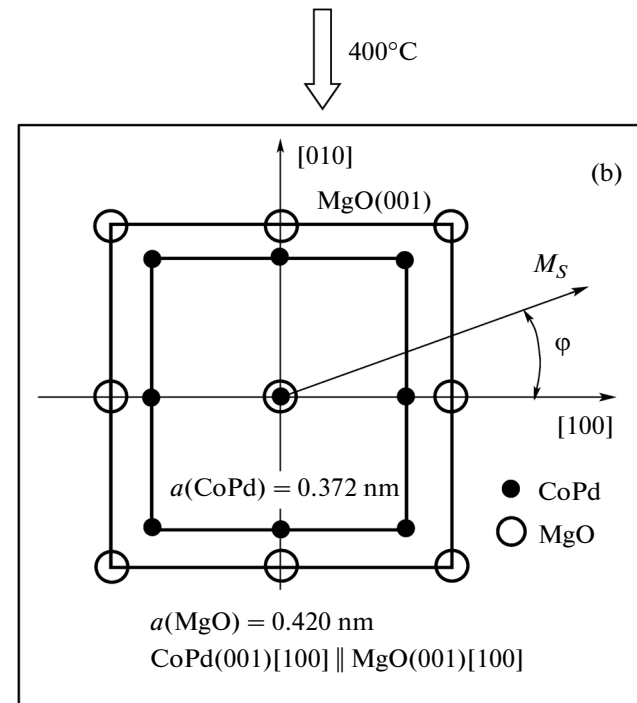 400°C
[010]
(b)
MgO(001)
M_S
φ
[100]
a(CoPd) = 0.372 nm
CoPd
MgO
a(MgO) = 0.420 nm
CoPd(001)[100] || MgO(001)[100]